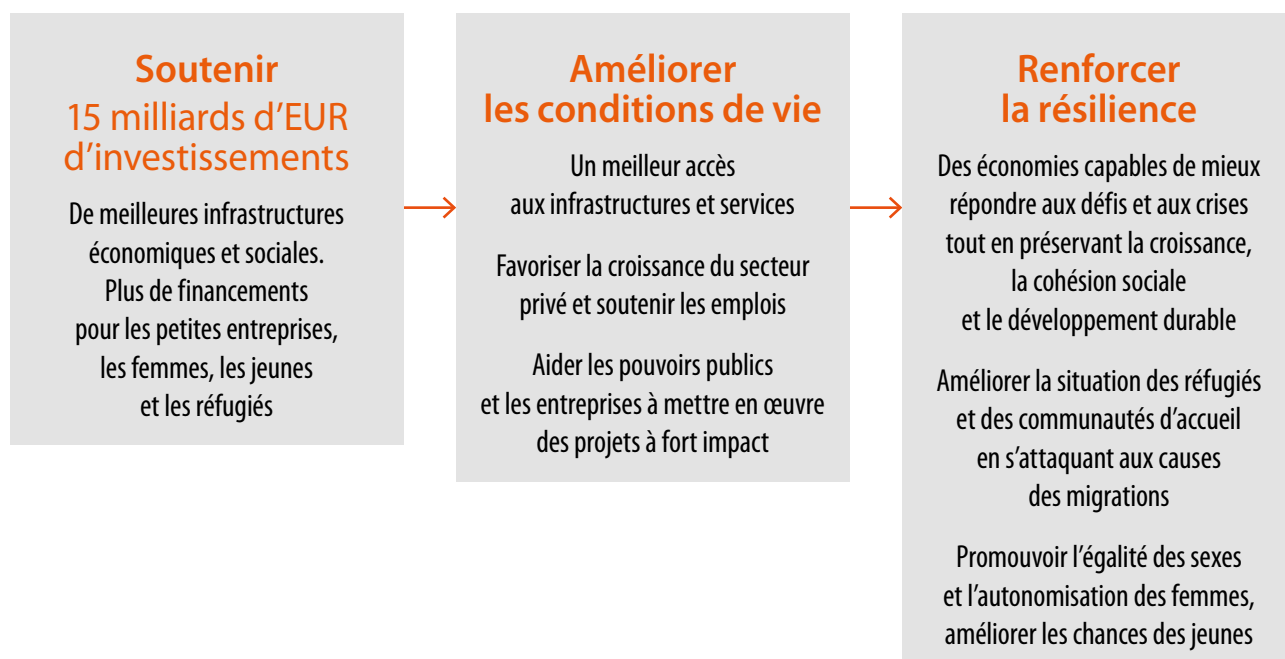 Soutenir
15 milliards d’EUR
d’investissements
De meilleures infrastructures
économiques et sociales.
Plus de financements
pour les petites entreprises,
les femmes, les jeunes
et les réfugiés
Améliorer
les conditions de vie
Un meilleur accès
aux infrastructures et services
Favoriser la croissance du secteur
privé et soutenir les emplois
Aider les pouvoirs publics
et les entreprises à mettre en œuvre
des projets à fort impact
Renforcer
la résilience
Des économies capables de mieux
répondre aux défis et aux crises
tout en préservant la croissance,
la cohésion sociale
et le développement durable
Améliorer la situation des réfugiés
et des communautés d’accueil
en s’attaquant aux causes
des migrations
Promouvoir l’égalité des sexes
et l’autonomisation des femmes,
améliorer les chances des jeunes